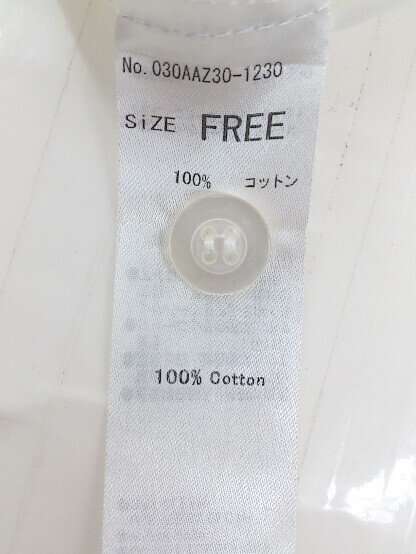 No. 030AAZ30-1230
SiZE FREE
100% コットン
100% Cotton